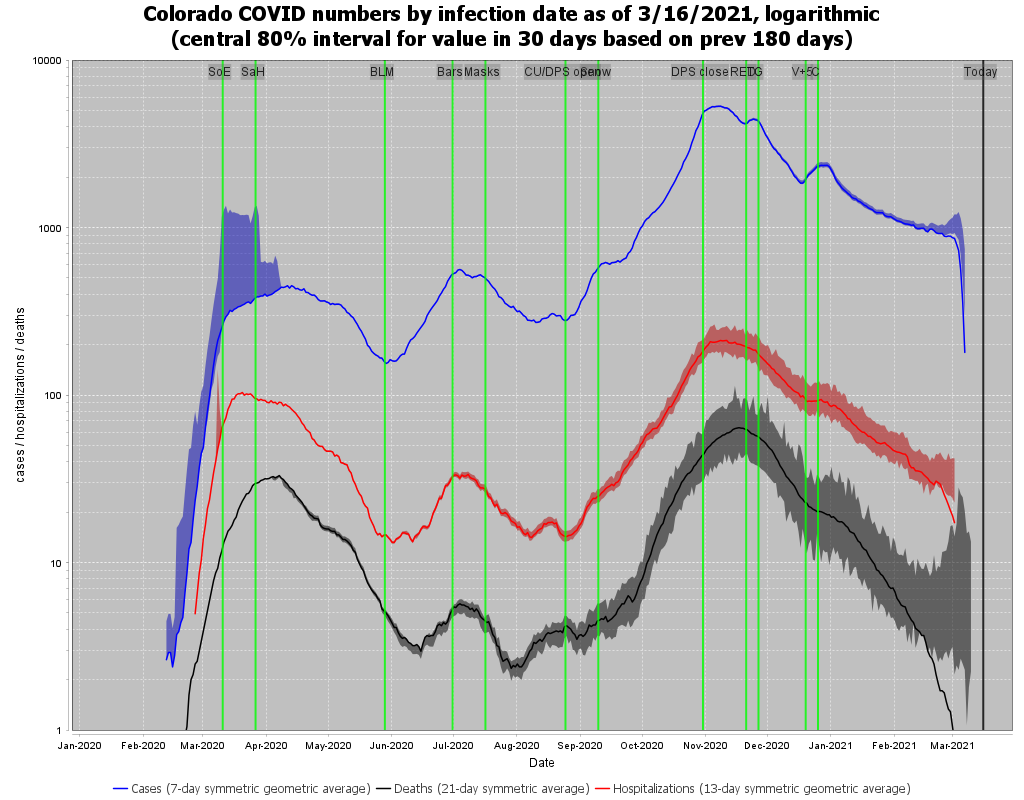 Colorado COVID numbers by infection date as of 3/16/2021, logarithmic
(central 80% interval for value in 30 days based on prev 180 days)
10000
1000
100
10
1
cases / hospitalizations / deaths
SoE SaH BLM Bars Masks CU/DPS open Snow DPS close RED TG V+5C Today
Jan-2020 Feb-2020 Mar-2020 Apr-2020 May-2020 Jun-2020 Jul-2020 Aug-2020 Sep-2020 Oct-2020 Nov-2020 Dec-2020 Jan-2021 Feb-2021 Mar-2021
Date
Cases (7-day symmetric geometric average) Deaths (21-day symmetric average) Hospitalizations (13-day symmetric geometric average)